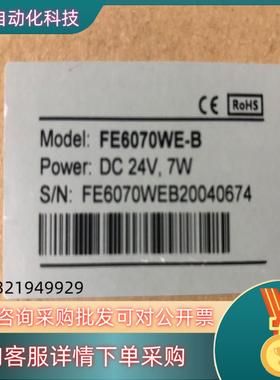 自动化科技
CE RoHS
Model: FE6070WE-B
Power: DC 24V, 7W
S/N: FE6070WEB20040674
821949929
咨询采购批发可对公开票
客服详情下单采购